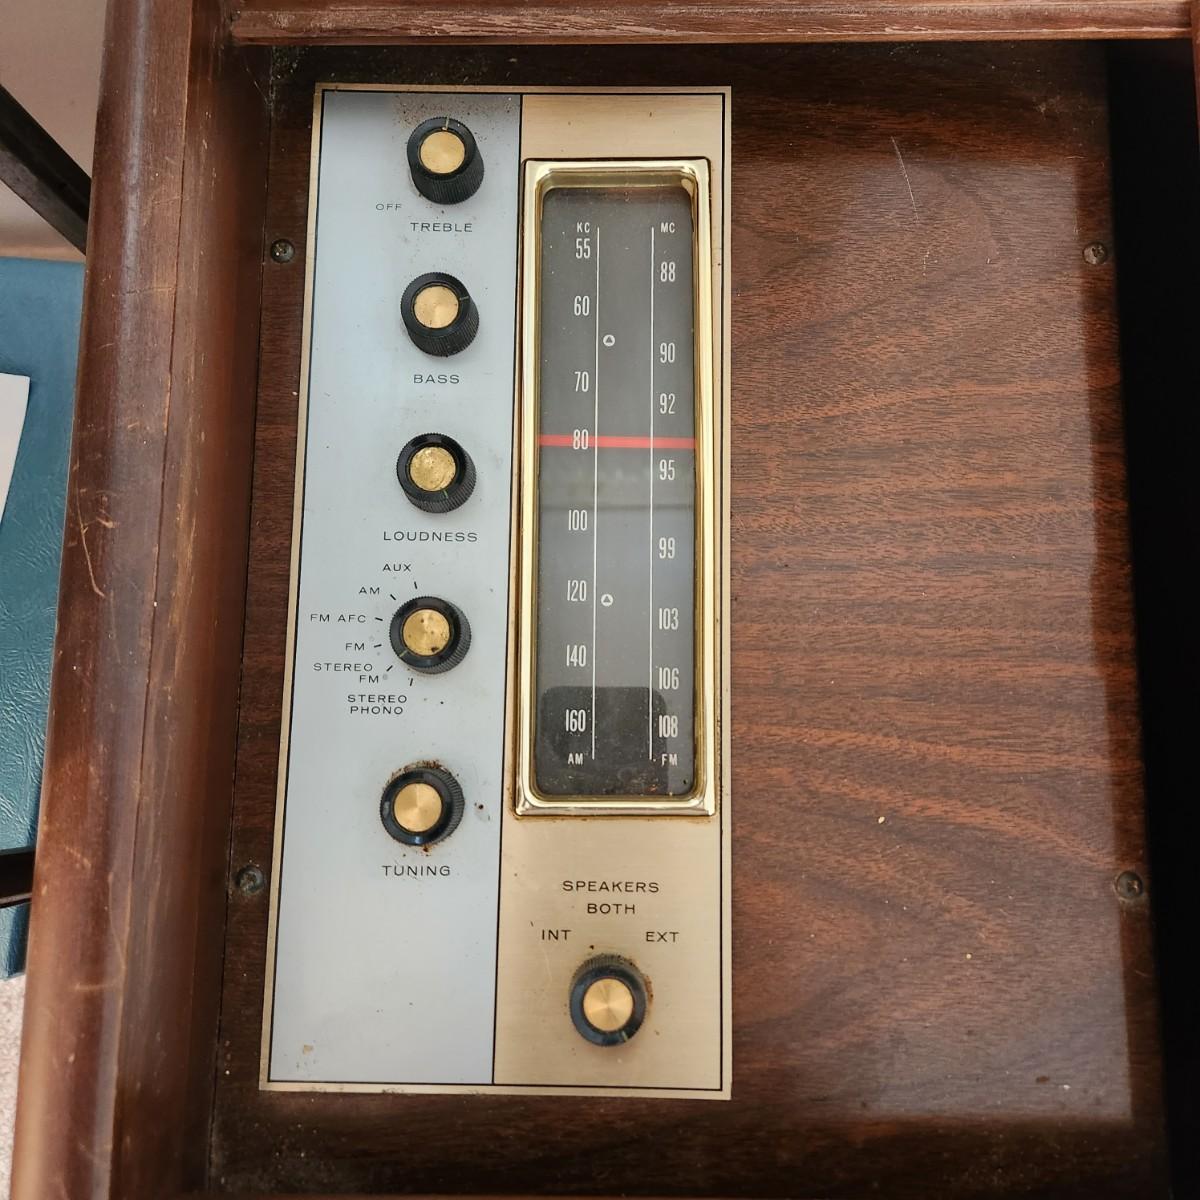 OFF
TREBLE
BASS
LOUDNESS
AUX
AM
FM AFC
FM
STEREO
FM
STEREO
PHONO
TUNING
KC MC
55
88
60
90
70
92
80
95
100
99
120
103
140
106
160
108
AM FM
SPEAKERS
BOTH
INT EXT